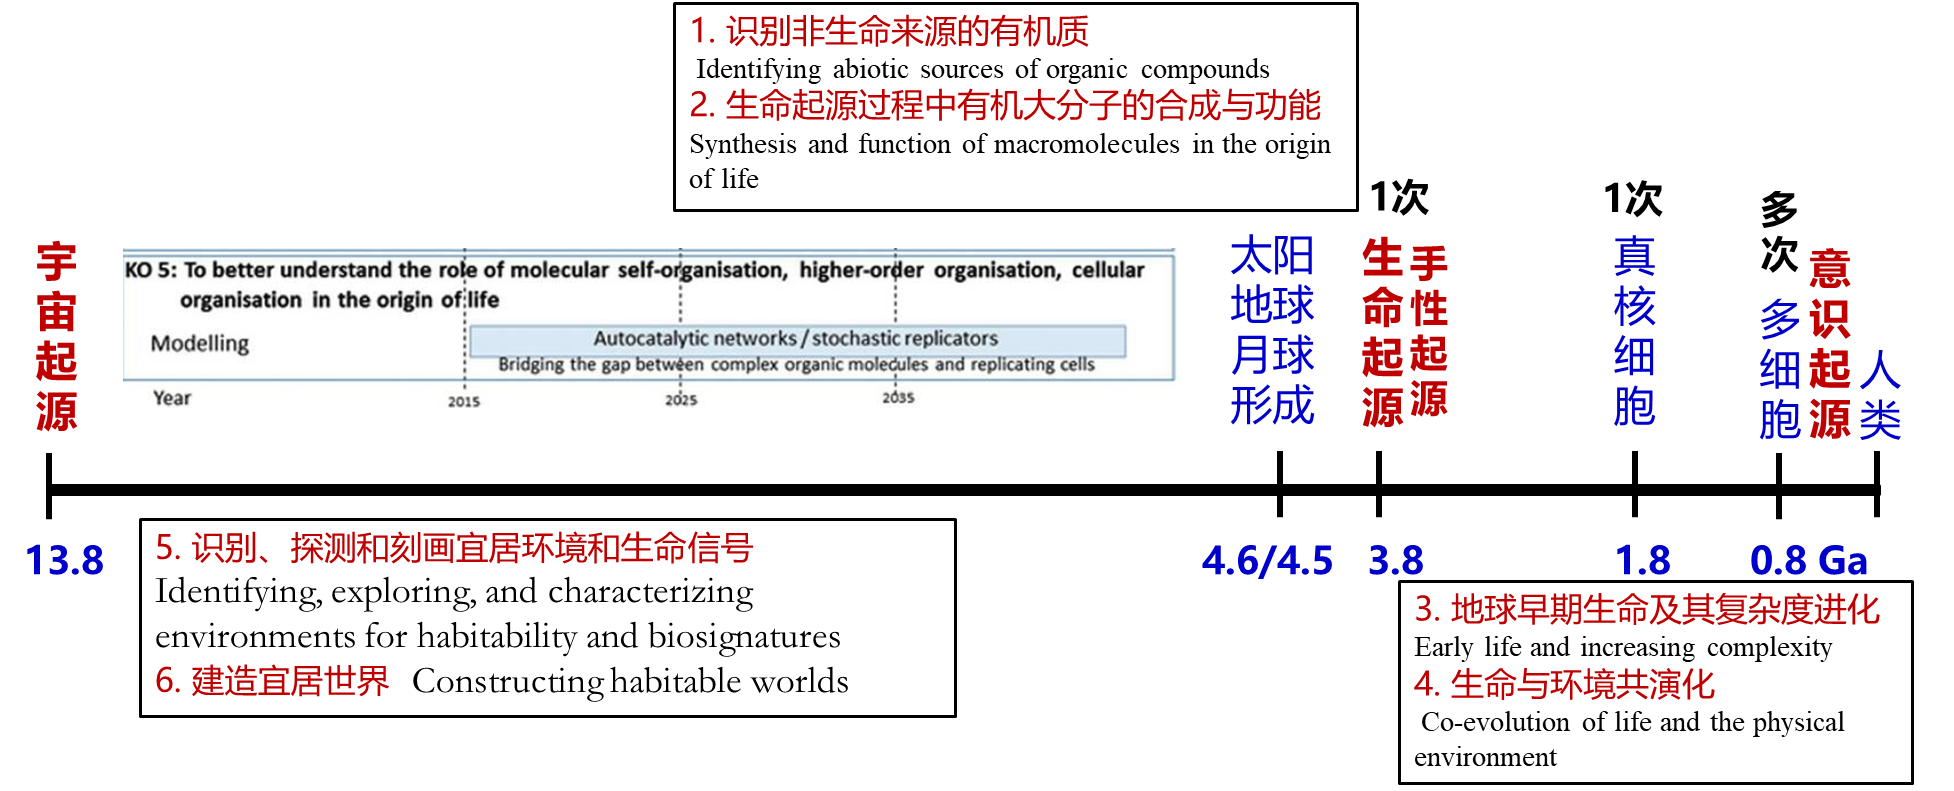 1. 识别非生命来源的有机质
Identifying abiotic sources of organic compounds
2. 生命起源过程中有机大分子的合成与功能
Synthesis and function of macromolecules in the origin
of life
宇宙起源
KO 5: To better understand the role of molecular self-organisation, higher-order organisation, cellular
organisation in the origin of life
Modelling
Autocatalytic networks / stochastic replicators
Bridging the gap between complex organic molecules and replicating cells
Year
2015
2025
2035
太阳
地球
月球
形成
1次
生命起源
手性起源
1次
真核细胞
多次
多细胞
意识起源
人类
13.8
4.6/4.5
3.8
1.8
0.8 Ga
5. 识别、探测和刻画宜居环境和生命信号
Identifying, exploring, and characterizing
environments for habitability and biosignatures
6. 建造宜居世界 Constructing habitable worlds
3. 地球早期生命及其复杂度进化
Early life and increasing complexity
4. 生命与环境共演化
Co-evolution of life and the physical
environment